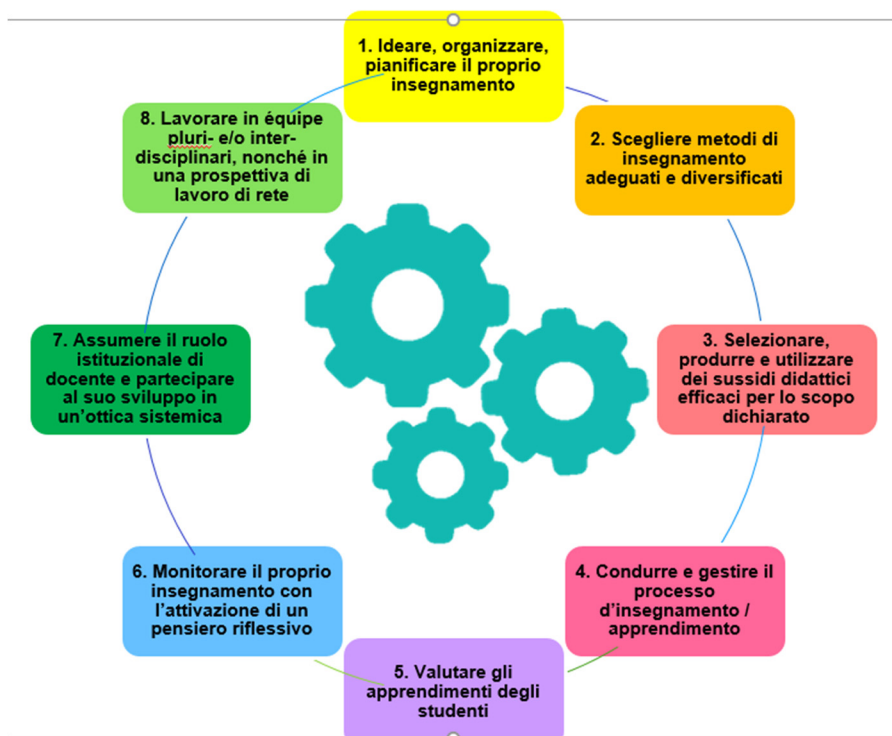 1. Ideare, organizzare,
pianificare il proprio
insegnamento
2. Scegliere metodi di
insegnamento
adeguati e diversificati
3. Selezionare,
produrre e utilizzare
dei sussidi didattici
efficaci per lo scopo
dichiarato
4. Condurre e gestire il
processo
d’insegnamento /
apprendimento
5. Valutare gli
apprendimenti degli
studenti
6. Monitorare il proprio
insegnamento con
l’attivazione di un
pensiero riflessivo
7. Assumere il ruolo
istituzionale di
docente e partecipare
al suo sviluppo in
un’ottica sistemica
8. Lavorare in équipe
pluri- e/o inter-
disciplinari, nonché in
una prospettiva di
lavoro di rete